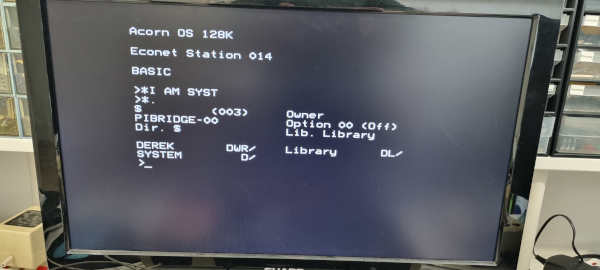 Acorn OS 128K
Econet Station 014
BASIC
>*I AM SYST
>*.
$ (003) Owner
PIBRIDGE-00 Option 00 (Off)
Dir. $ Lib. Library
DEREK DWR/ Library DL/
SYSTEM D/
>_
SHARP